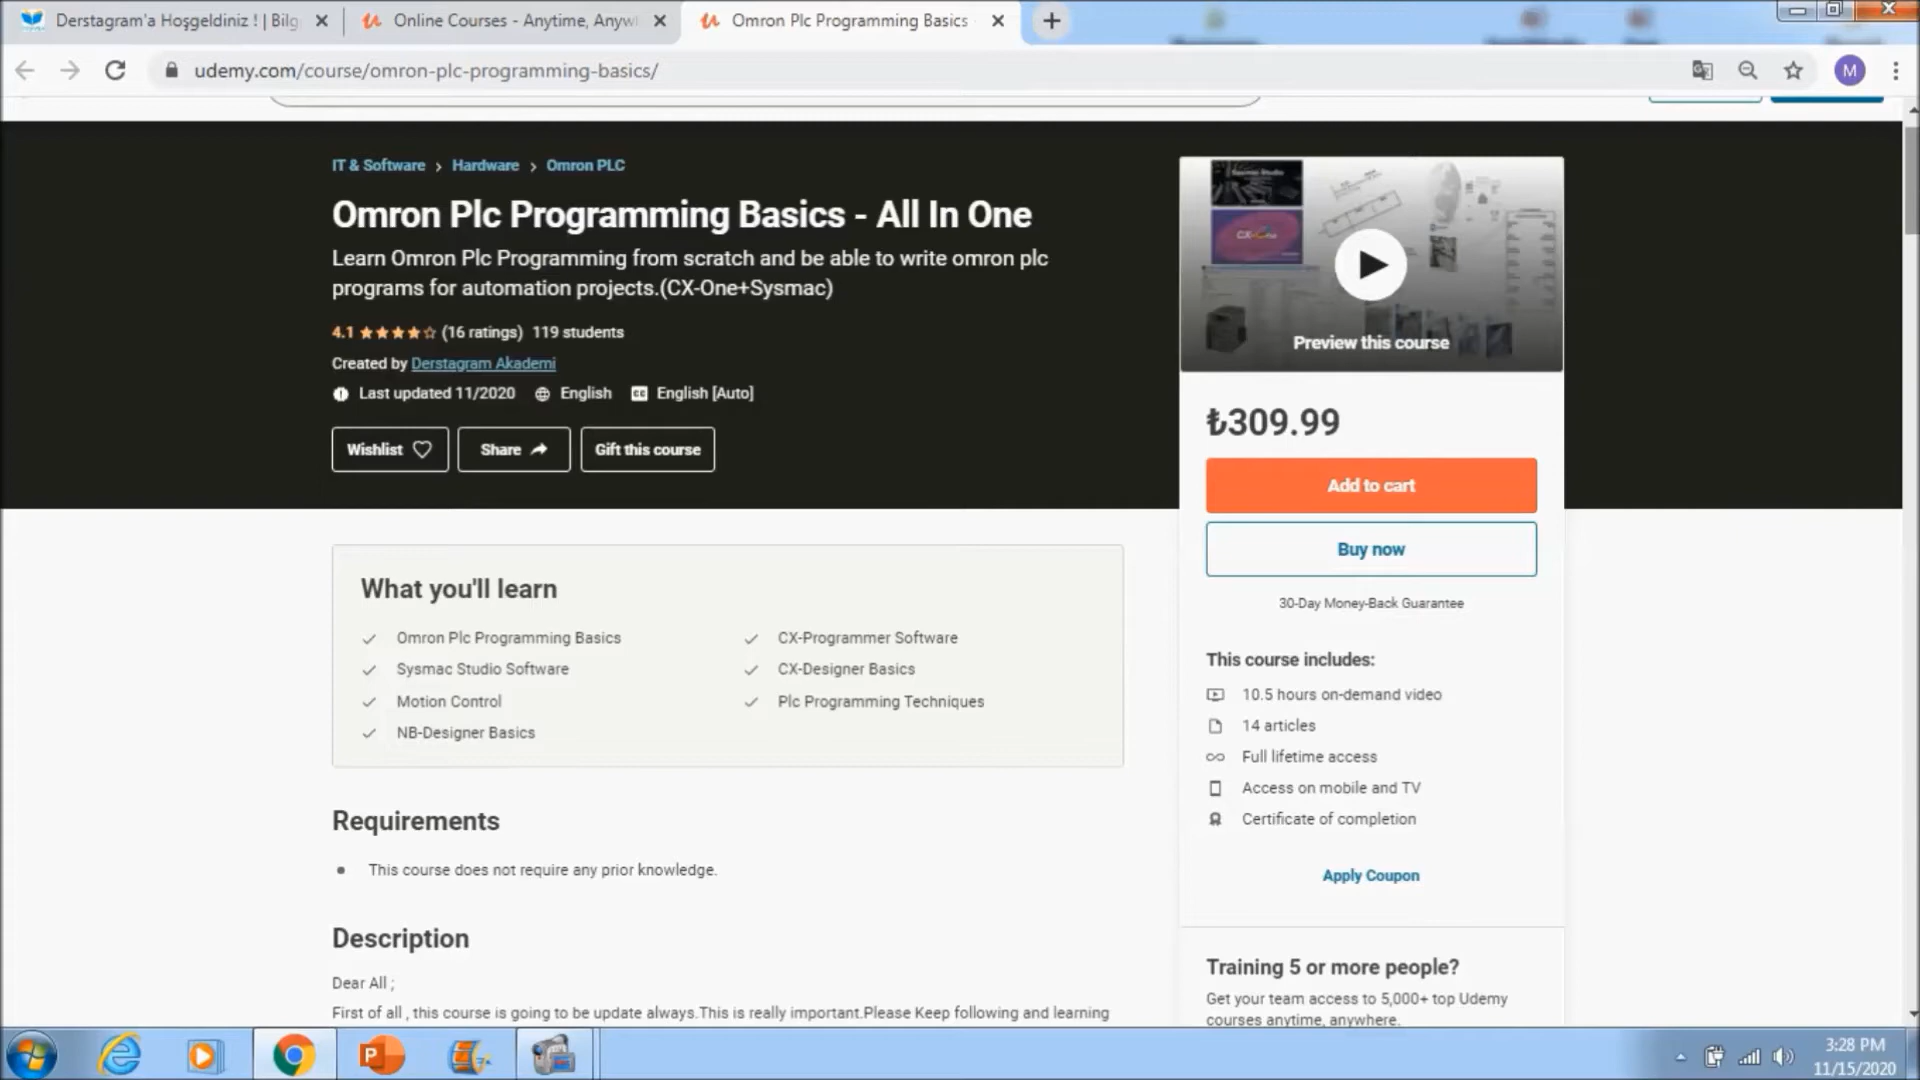 Derstagram'a Hoşgeldiniz ! | Bilg
Online Courses - Anytime, Anyw
Omron Plc Programming Basics
udemy.com/course/omron-plc-programming-basics/
M
IT & Software > Hardware > Omron PLC
Omron Plc Programming Basics - All In One
Learn Omron Plc Programming from scratch and be able to write omron plc
programs for automation projects.(CX-One+Sysmac)
4.1 (16 ratings) 119 students
Created by Derstagram Akademi
Last updated 11/2020 English CC English [Auto]
Wishlist Share Gift this course
Preview this course
₺309.99
Add to cart
Buy now
30-Day Money-Back Guarantee
This course includes:
10.5 hours on-demand video
14 articles
Full lifetime access
Access on mobile and TV
Certificate of completion
Apply Coupon
Training 5 or more people?
Get your team access to 5,000+ top Udemy
courses anytime, anywhere.
What you'll learn
Omron Plc Programming Basics
CX-Programmer Software
Sysmac Studio Software
CX-Designer Basics
Motion Control
Plc Programming Techniques
NB-Designer Basics
Requirements
This course does not require any prior knowledge.
Description
Dear All ;
First of all , this course is going to be update always.This is really important.Please Keep following and learning
3:28 PM
11/15/2020